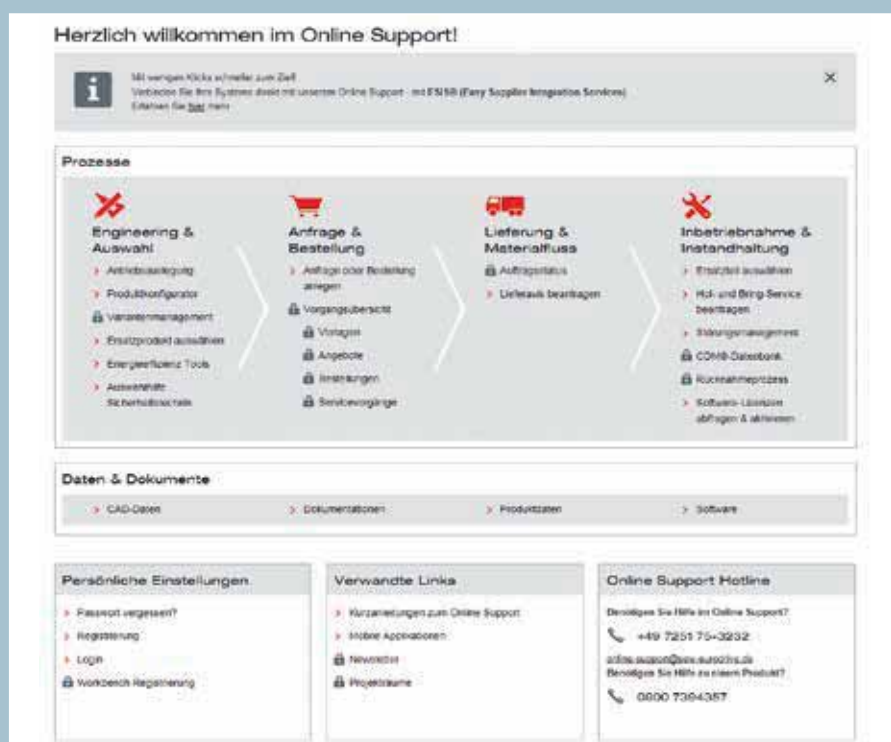 Herzlich willkommen im Online Support!
Mit wenigen Klicks schneller zum Ziel!
Verbinden Sie Ihre Systeme direkt mit unserem Online Support - mit (Easy Supplier Integration Services)
Erfahren Sie hier mehr
Prozesse
Engineering &
Auswahl
Antriebsauslegung
Produktkonfigurator
Variantenmanagement
Ersatzprodukt auswählen
Energieeffizienz Tools
Auswahlhilfe
Anfrage &
Bestellung
Anfrage oder Bestellung
anlegen
Vorgangsübersicht
Vorlagen
Angebote
Bestellungen
Servicevorgänge
Lieferung &
Materialfluss
Auftragsstatus
Lieferavis beantragen
Inbetriebnahme &
Instandhaltung
Ersatzteil auswählen
Hol- und Bring-Service
beantragen
Störungsmanagement
CDM®-Datenbank
Rücknahmeprozess
Software-Lizenzen
abfragen & aktivieren
Daten & Dokumente
CAD-Daten
Dokumentationen
Produktdaten
Software
Persönliche Einstellungen
Passwort vergessen?
Registrierung
Login
Workbench Registrierung
Verwandte Links
Kurzanleitungen zum Online Support
Mobile Applikationen
Newsletter
Projekträume
Online Support Hotline
Benötigen Sie Hilfe im Online Support?
+49 7251 75-3232
online.support@sew-eurodrive.de
Benötigen Sie Hilfe zu einem Produkt?
0800 7394357